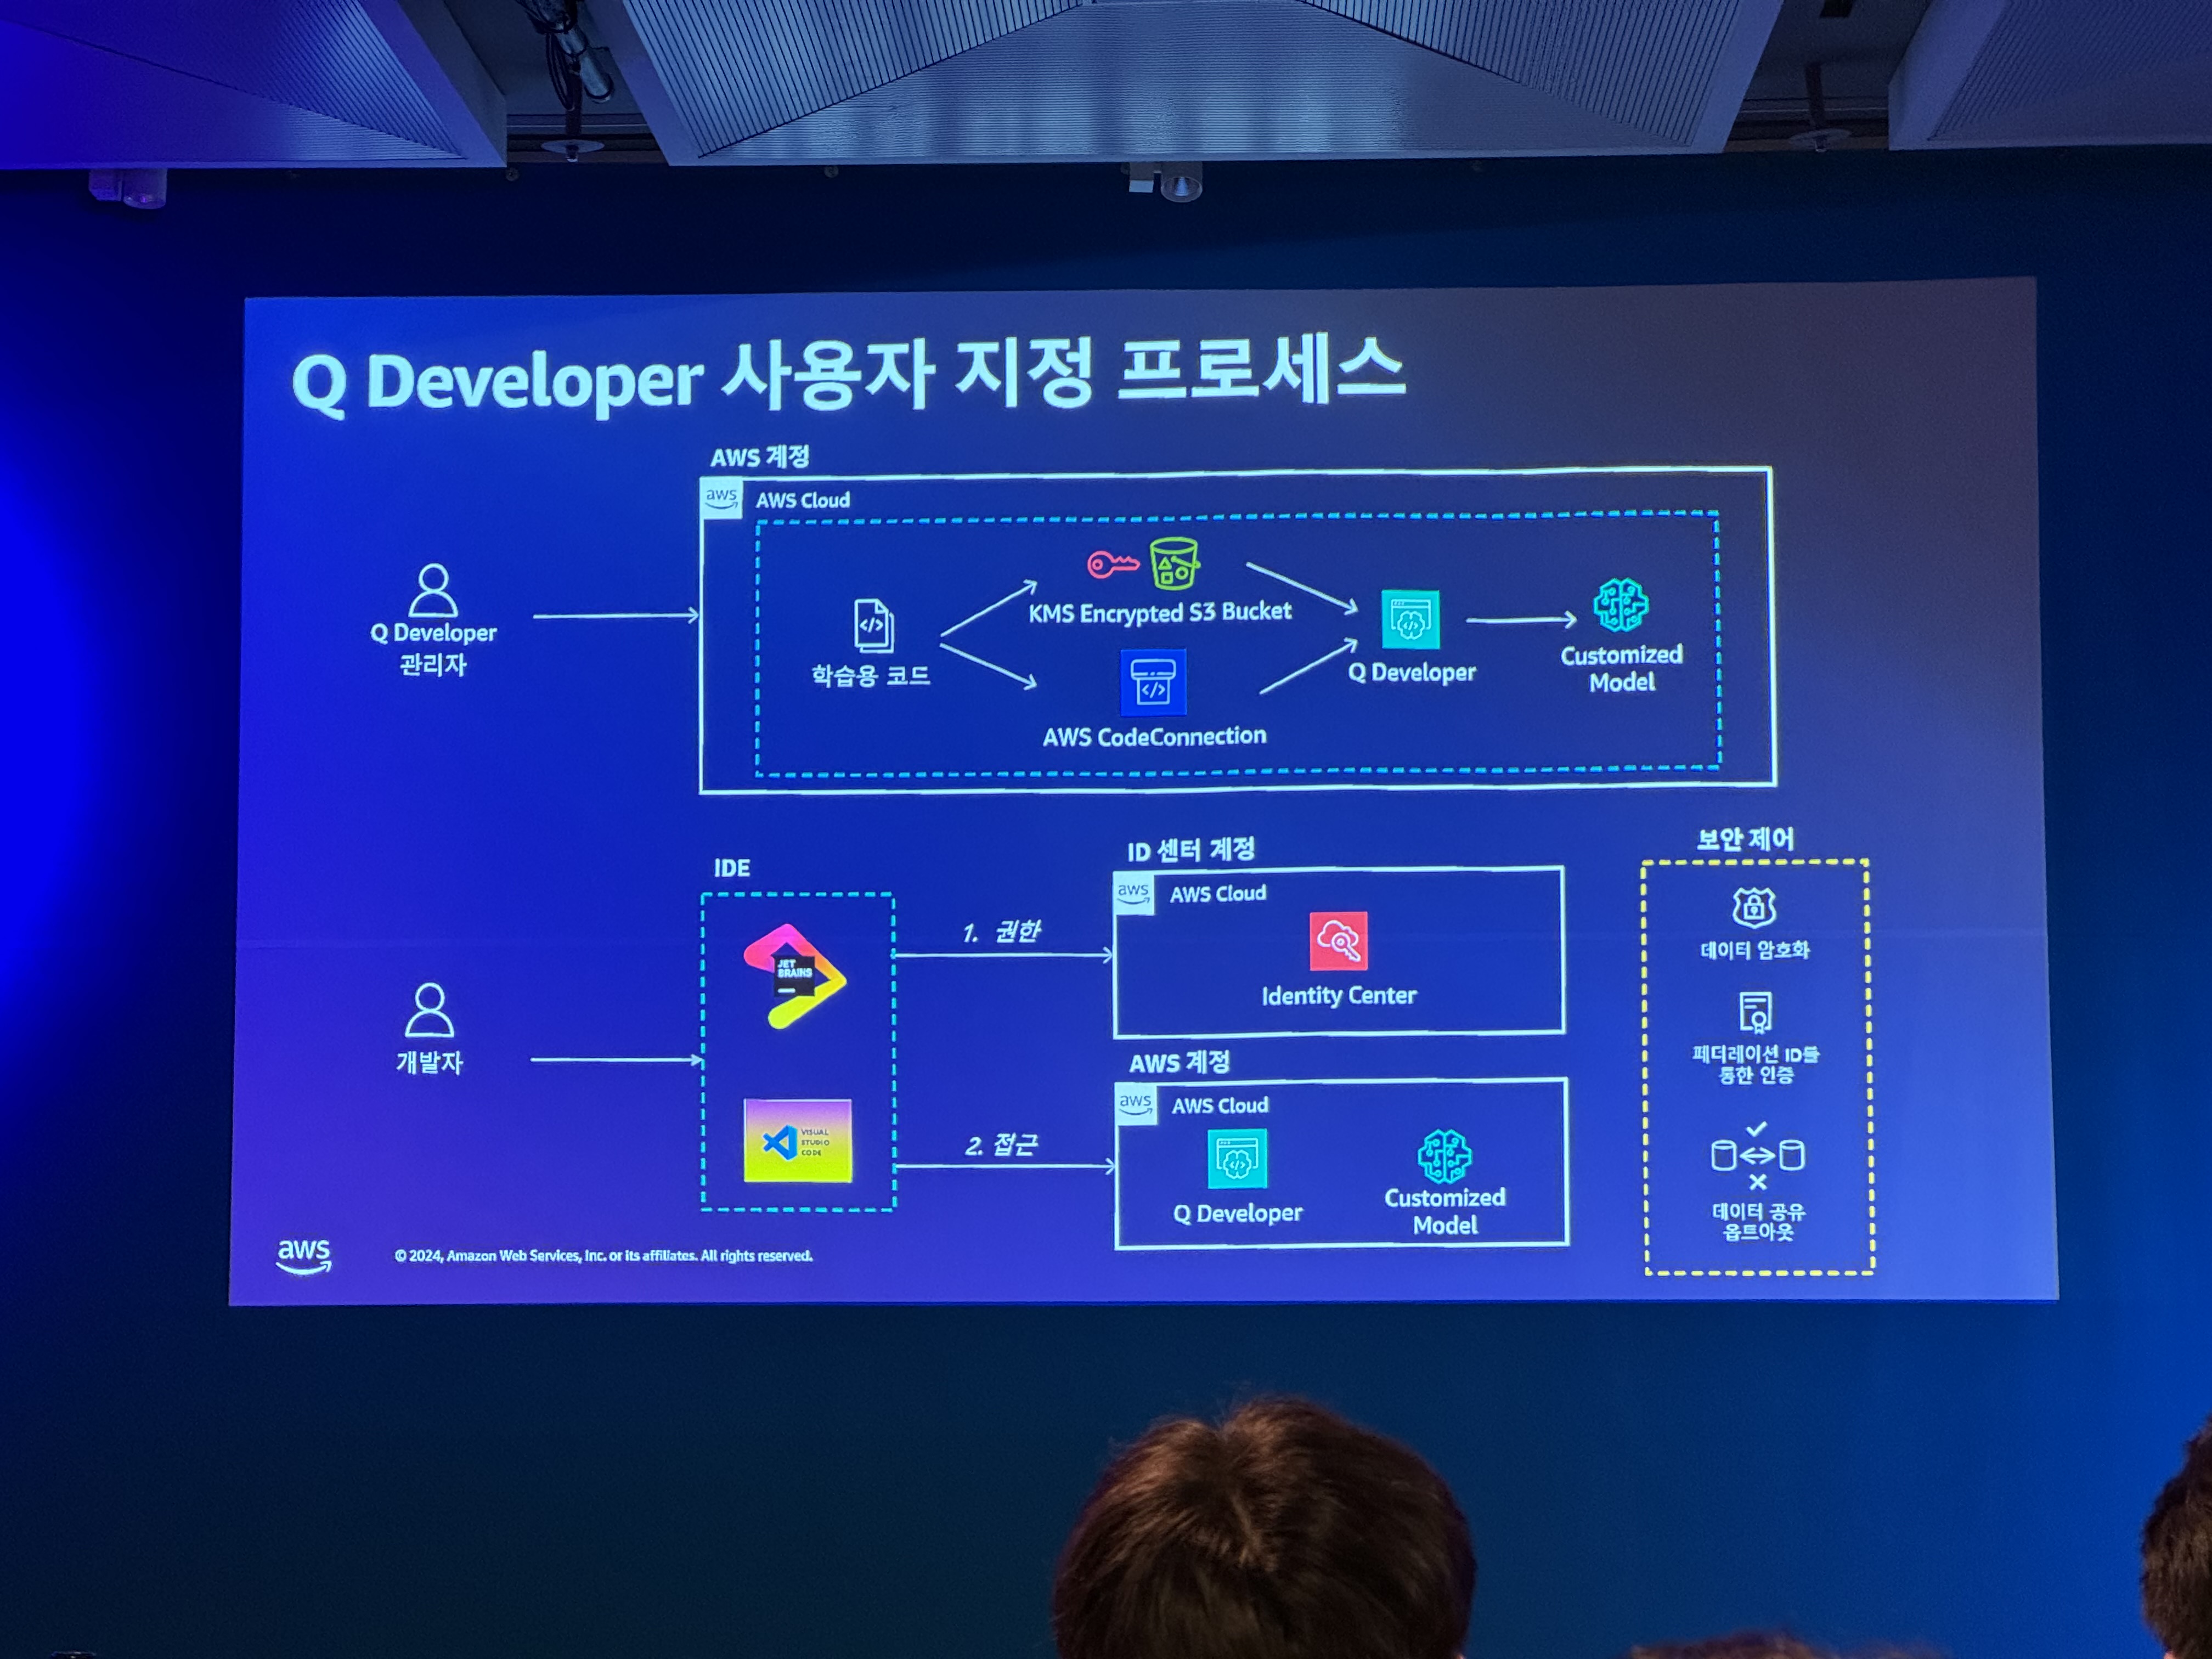 Q Developer 사용자 지정 프로세스
AWS 계정
aws
AWS Cloud
Q Developer
관리자
학습용 코드
KMS Encrypted S3 Bucket
AWS CodeConnection
Q Developer
Customized
Model
IDE
JET
BRAINS
VISUAL
STUDIO
CODE
개발자
1. 권한
2. 접근
ID 센터 계정
aws
AWS Cloud
Identity Center
AWS 계정
aws
AWS Cloud
Q Developer
Customized
Model
보안 제어
데이터 암호화
페더레이션 ID를
통한 인증
데이터 공유
옵트아웃
aws
© 2024, Amazon Web Services, Inc. or its affiliates. All rights reserved.